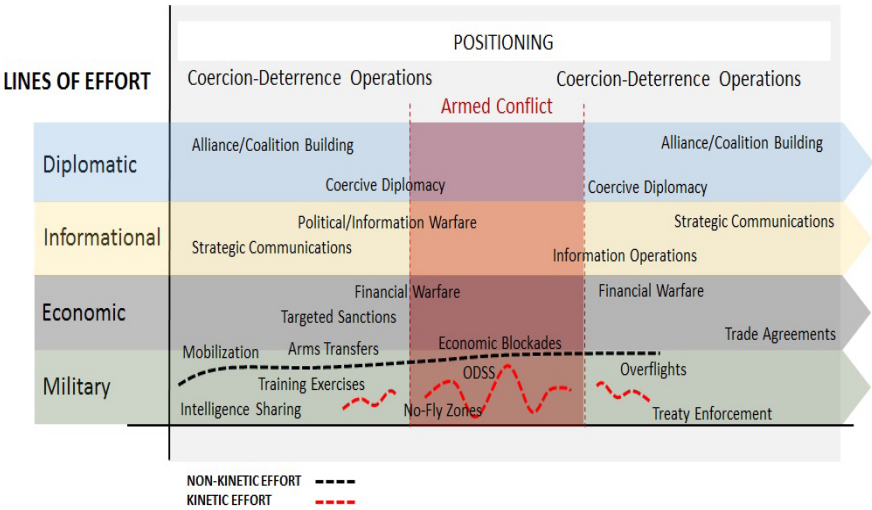 POSITIONING
LINES OF EFFORT
Coercion-Deterrence Operations
Coercion-Deterrence Operations
Armed Conflict
Diplomatic
Alliance/Coalition Building
Alliance/Coalition Building
Coercive Diplomacy
Coercive Diplomacy
Informational
Political/Information Warfare
Strategic Communications
Strategic Communications
Information Operations
Economic
Financial Warfare
Financial Warfare
Targeted Sanctions
Trade Agreements
Economic Blockades
Military
Mobilization
Arms Transfers
ODSS
Overflights
Training Exercises
Intelligence Sharing
No-Fly Zones
Treaty Enforcement
NON-KINETIC EFFORT
KINETIC EFFORT